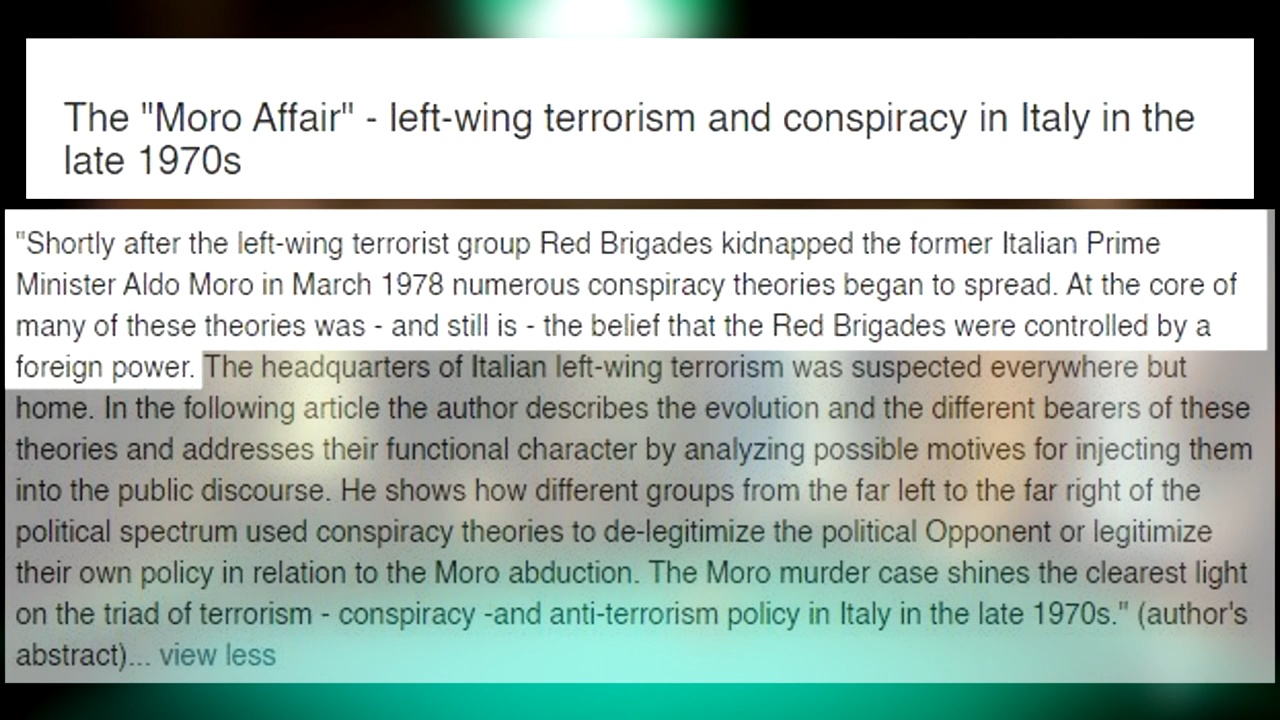 The "Moro Affair" - left-wing terrorism and conspiracy in Italy in the
late 1970s
"Shortly after the left-wing terrorist group Red Brigades kidnapped the former Italian Prime
Minister Aldo Moro in March 1978 numerous conspiracy theories began to spread. At the core of
many of these theories was - and still is - the belief that the Red Brigades were controlled by a
foreign power. The headquarters of Italian left-wing terrorism was suspected everywhere but
home. In the following article the author describes the evolution and the different bearers of these
theories and addresses their functional character by analyzing possible motives for injecting them
into the public discourse. He shows how different groups from the far left to the far right of the
political spectrum used conspiracy theories to de-legitimize the political Opponent or legitimize
their own policy in relation to the Moro abduction. The Moro murder case shines the clearest light
on the triad of terrorism - conspiracy -and anti-terrorism policy in Italy in the late 1970s." (author's
abstract)... view less